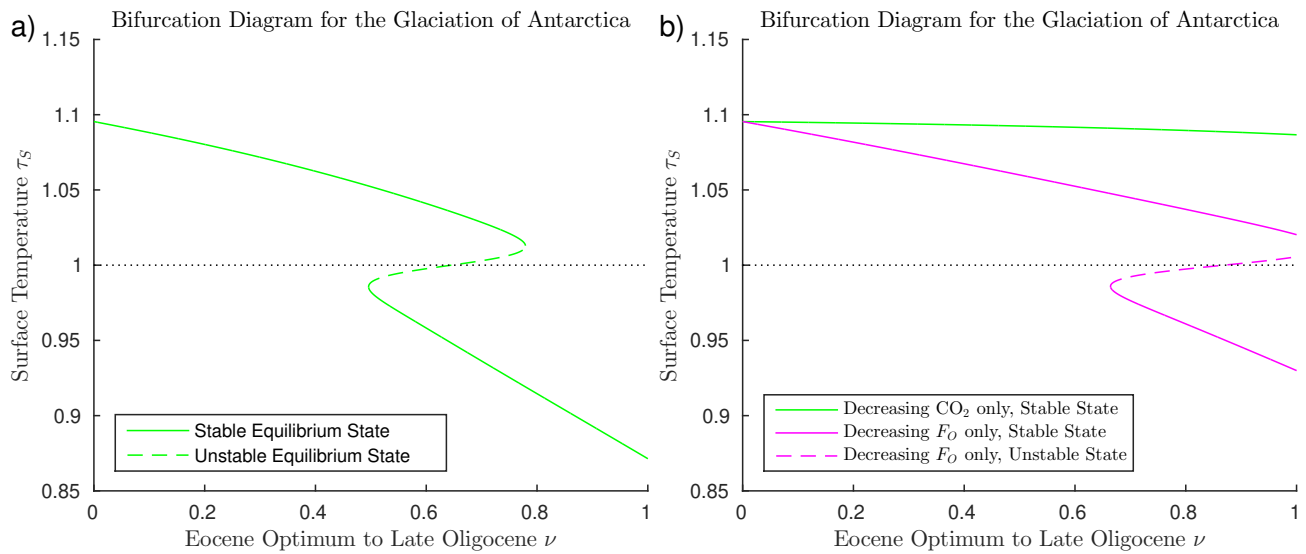 a)
Bifurcation Diagram for the Glaciation of Antarctica
1.15
1.1
1.05
1
0.95
0.9
0.85
Surface Temperature τ_S
0
0.2
0.4
0.6
0.8
1
Eocene Optimum to Late Oligocene ν
Stable Equilibrium State
Unstable Equilibrium State
b)
Bifurcation Diagram for the Glaciation of Antarctica
1.15
1.1
1.05
1
0.95
0.9
0.85
Surface Temperature τ_S
0
0.2
0.4
0.6
0.8
1
Eocene Optimum to Late Oligocene ν
Decreasing CO₂ only, Stable State
Decreasing F_O only, Stable State
Decreasing F_O only, Unstable State